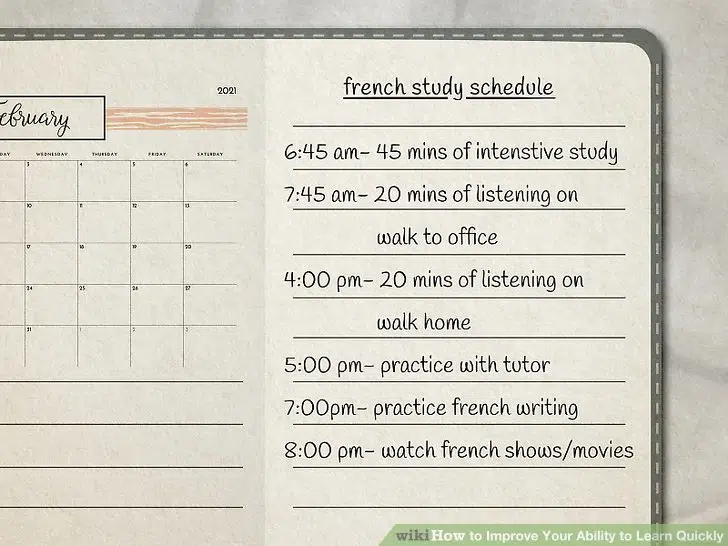 2021
February
DAY WEDNESDAY THURSDAY FRIDAY SATURDAY
3 4 5 6
10 11 12 13
17 18 19 20
24 25 26 27
31 1 2 3
french study schedule
6:45 am- 45 mins of intenstive study
7:45 am- 20 mins of listening on
walk to office
4:00 pm- 20 mins of listening on
walk home
5:00 pm- practice with tutor
7:00pm- practice french writing
8:00 pm- watch french shows/movies
wikiHow to Improve Your Ability to Learn Quickly